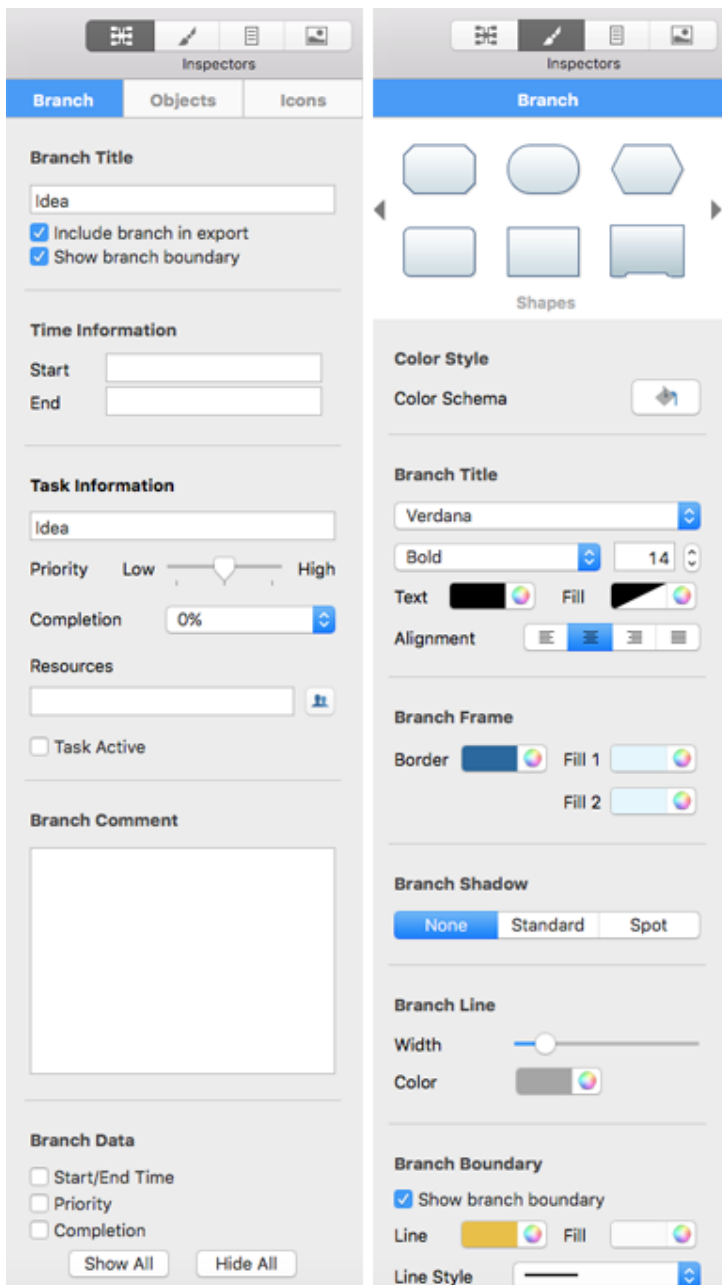 Inspectors
Branch Objects Icons
Branch Title
Idea
Include branch in export
Show branch boundary
Time Information
Start
End
Task Information
Idea
Priority Low High
Completion 0%
Resources
Task Active
Branch Comment
Branch Data
Start/End Time
Priority
Completion
Show All Hide All
Inspectors
Branch
Shapes
Color Style
Color Schema
Branch Title
Verdana
Bold 14
Text Fill
Alignment
Branch Frame
Border Fill 1
Fill 2
Branch Shadow
None Standard Spot
Branch Line
Width
Color
Branch Boundary
Show branch boundary
Line Fill
Line Style